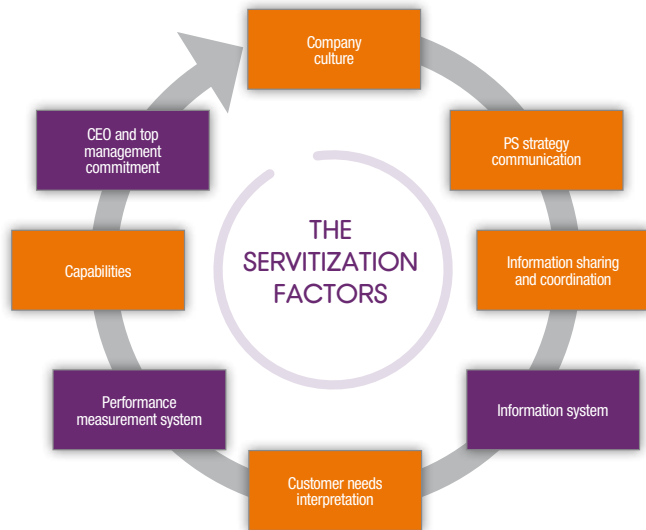 Company
culture
PS strategy
communication
Information sharing
and coordination
Information system
Customer needs
interpretation
Performance
measurement system
Capabilities
CEO and top
management
commitment
THE
SERVITIZATION
FACTORS